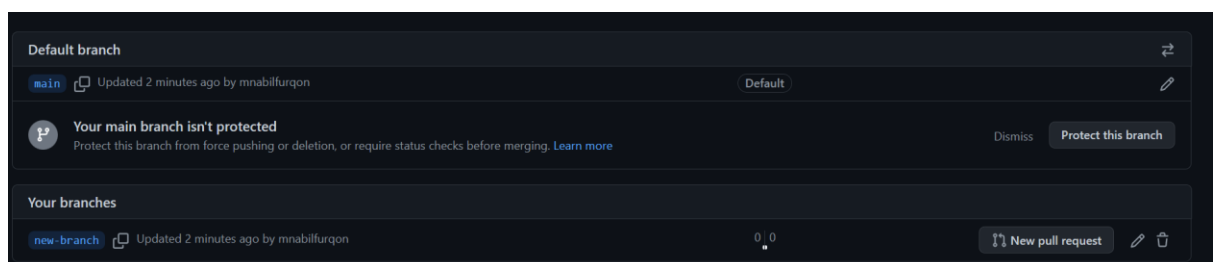 Default branch
main Updated 2 minutes ago by mnabilfurqon Default
Your main branch isn't protected
Protect this branch from force pushing or deletion, or require status checks before merging. Learn more
Dismiss Protect this branch
Your branches
new-branch Updated 2 minutes ago by mnabilfurqon 0 0 New pull request